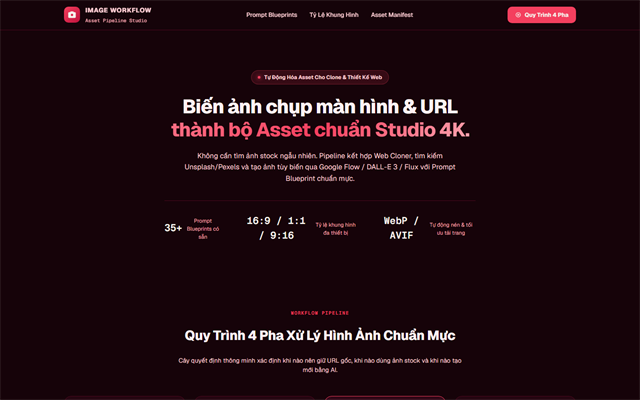 IMAGE WORKFLOW
Asset Pipeline Studio
Prompt Blueprints
Tỷ Lệ Khung Hình
Asset Manifest
Quy Trình 4 Pha
Tự Động Hóa Asset Cho Clone & Thiết Kế Web
Biến ảnh chụp màn hình & URL
thành bộ Asset chuẩn Studio 4K.
Không cần tìm ảnh stock ngẫu nhiên. Pipeline kết hợp Web Cloner, tìm kiếm
Unsplash/Pexels và tạo ảnh tùy biến qua Google Flow / DALL-E 3 / Flux với Prompt
Blueprint chuẩn mực.
35+
Prompt
Blueprints có
sẵn
16:9 / 1:1
/ 9:16
Tỷ lệ khung hình
đa thiết bị
WebP /
AVIF
Tự động nén & tối
ưu tải trang
WORKFLOW PIPELINE
Quy Trình 4 Pha Xử Lý Hình Ảnh Chuẩn Mực
Cây quyết định thông minh xác định khi nào nên giữ URL gốc, khi nào dùng ảnh stock và khi nào tạo
mới bằng AI.